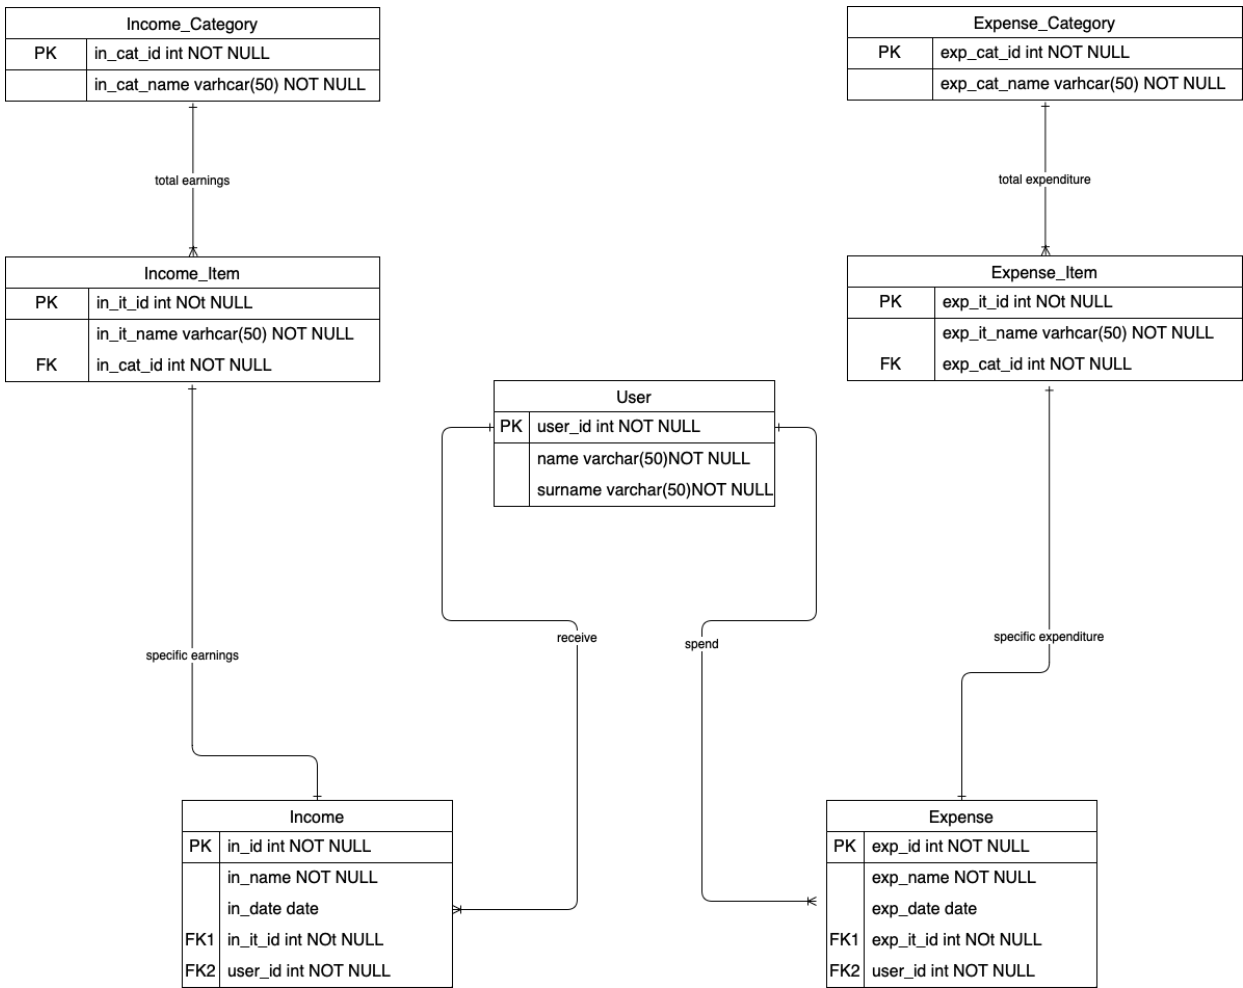 Income_Category
PK in_cat_id int NOT NULL
in_cat_name varhcar(50) NOT NULL
Expense_Category
PK exp_cat_id int NOT NULL
exp_cat_name varhcar(50) NOT NULL
total earnings
total expenditure
Income_Item
PK in_it_id int NOt NULL
in_it_name varhcar(50) NOT NULL
FK in_cat_id int NOT NULL
Expense_Item
PK exp_it_id int NOt NULL
exp_it_name varhcar(50) NOT NULL
FK exp_cat_id int NOT NULL
User
PK user_id int NOT NULL
name varchar(50)NOT NULL
surname varchar(50)NOT NULL
receive
spend
specific earnings
specific expenditure
Income
PK in_id int NOT NULL
in_name NOT NULL
in_date date
FK1 in_it_id int NOt NULL
FK2 user_id int NOT NULL
Expense
PK exp_id int NOT NULL
exp_name NOT NULL
exp_date date
FK1 exp_it_id int NOt NULL
FK2 user_id int NOT NULL